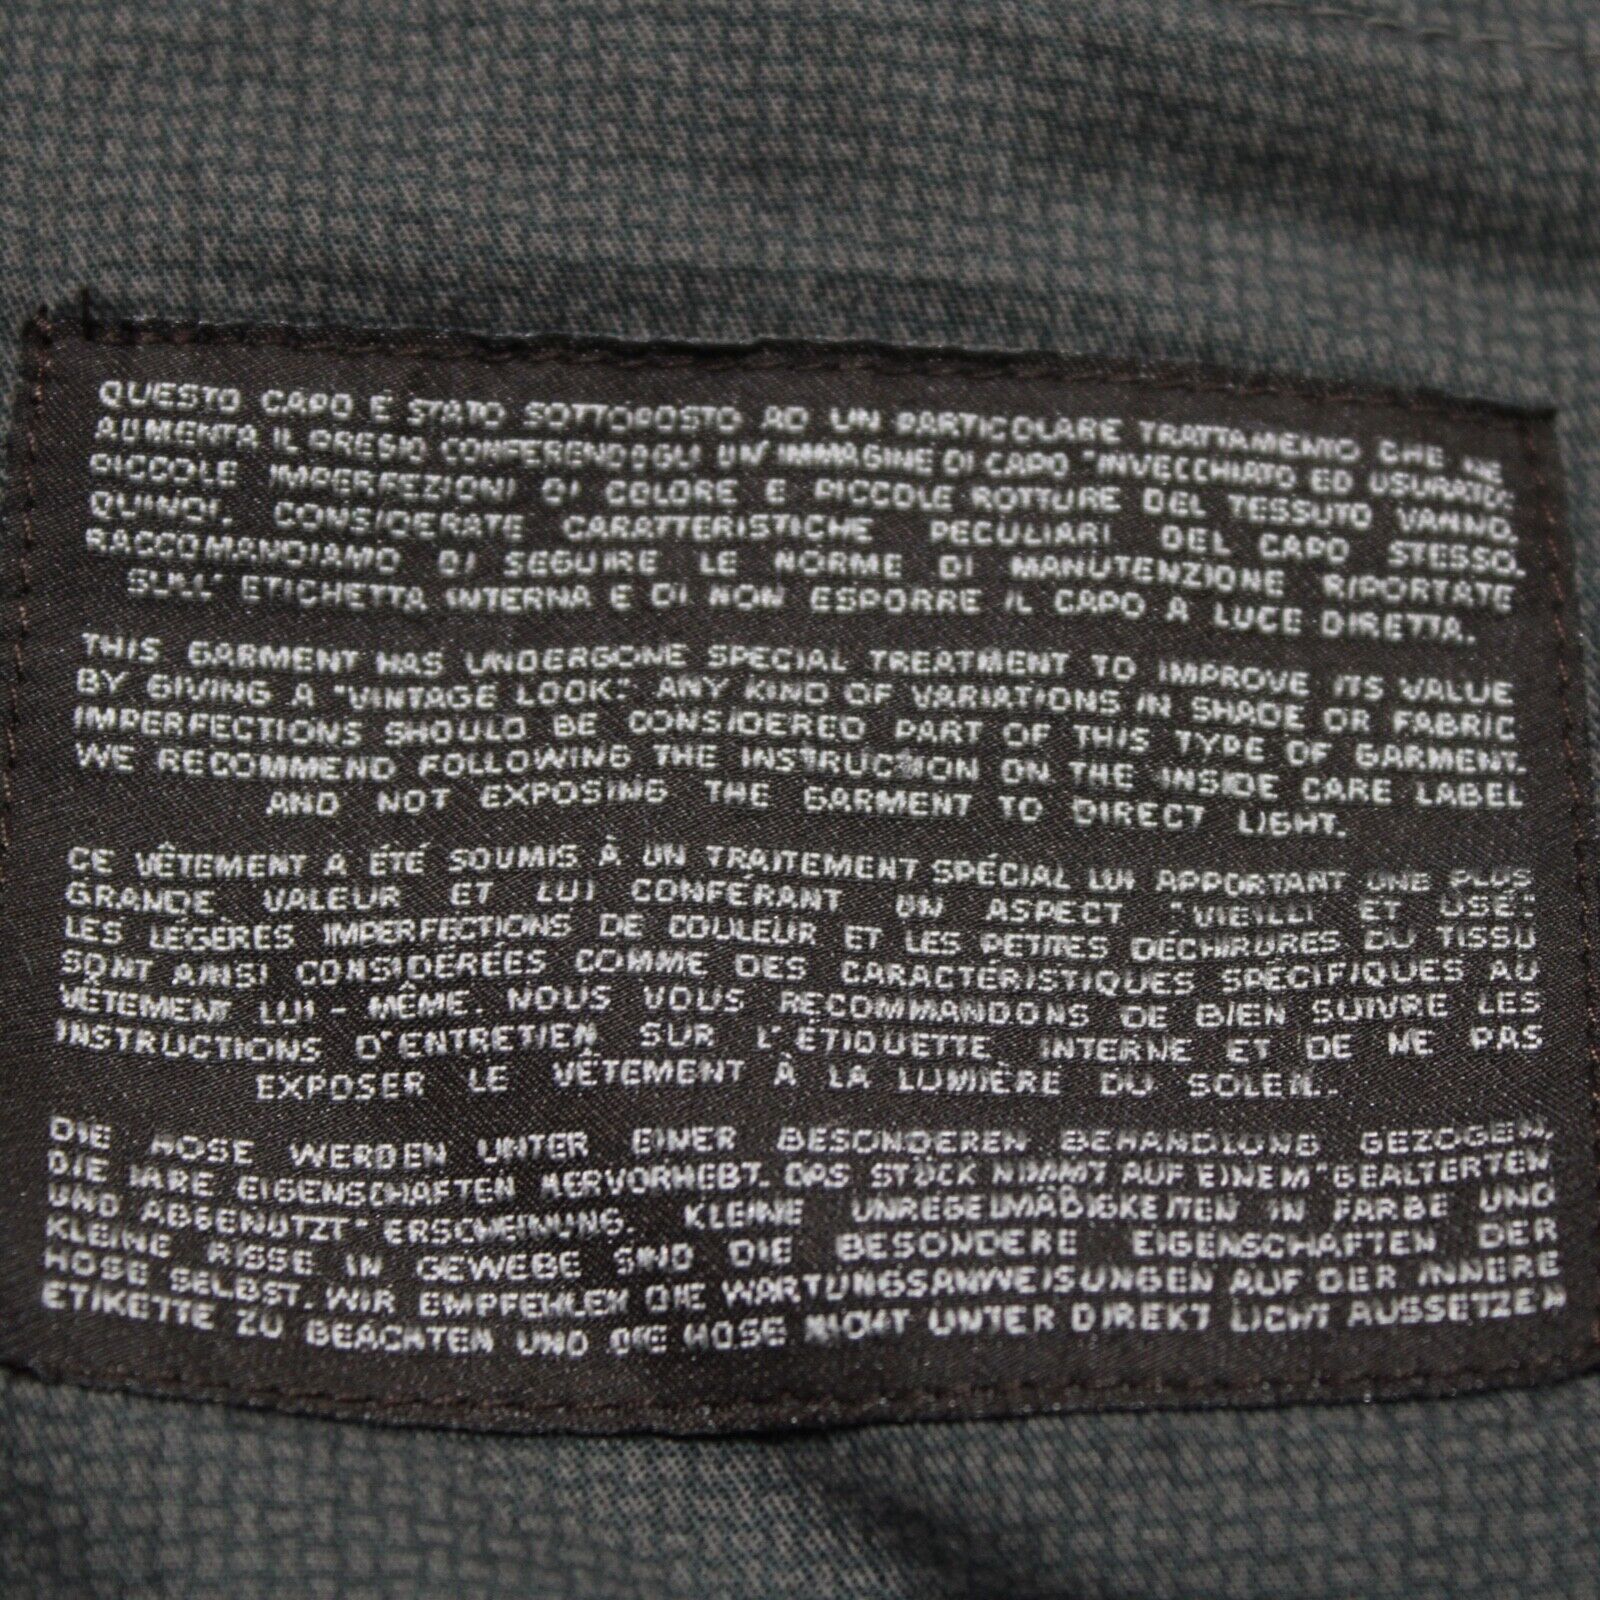 QUESTO CAPO È STATO SOTTOPOSTO AD UN PARTICOLARE TRATTAMENTO CHE NE
AUMENTA IL PREGIO CONFERENDOGLI UN' IMMAGINE DI CAPO "INVECCHIATO ED USURATO".
PICCOLE IMPERFEZIONI DI COLORE E PICCOLE ROTTURE DEL TESSUTO VANNO,
QUINDI, CONSIDERATE CARATTERISTICHE PECULIARI DEL CAPO STESSO.
RACCOMANDIAMO DI SEGUIRE LE NORME DI MANUTENZIONE RIPORTATE
SULL' ETICHETTA INTERNA E DI NON ESPORRE IL CAPO A LUCE DIRETTA.
THIS GARMENT HAS UNDERGONE SPECIAL TREATMENT TO IMPROVE ITS VALUE
BY GIVING A "VINTAGE LOOK". ANY KIND OF VARIATIONS IN SHADE OR FABRIC
IMPERFECTIONS SHOULD BE CONSIDERED PART OF THIS TYPE OF GARMENT.
WE RECOMMEND FOLLOWING THE INSTRUCTION ON THE INSIDE CARE LABEL
AND NOT EXPOSING THE GARMENT TO DIRECT LIGHT.
CE VÊTEMENT A ÉTÉ SOUMIS À UN TRAITEMENT SPÉCIAL LUI APPORTANT UNE PLUS
GRANDE VALEUR ET LUI CONFÉRANT UN ASPECT "VIEILLI ET USÉ".
LES LÉGÈRES IMPERFECTIONS DE COULEUR ET LES PETITES DÉCHIRURES DU TISSU
SONT AINSI CONSIDÉRÉES COMME DES CARACTÉRISTIQUES SPÉCIFIQUES AU
VÊTEMENT LUI - MÊME. NOUS VOUS RECOMMANDONS DE BIEN SUIVRE LES
INSTRUCTIONS D'ENTRETIEN SUR L'ÉTIQUETTE INTERNE ET DE NE PAS
EXPOSER LE VÊTEMENT À LA LUMIÈRE DU SOLEIL.
DIE HOSE WERDEN UNTER EINER BESONDEREN BEHANDLUNG GEZOGEN,
DIE IHRE EIGENSCHAFTEN HERVORHEBT. DAS STÜCK NIMMT AUF EINEM "GEALTERTEN
UND ABGENUTZT" ERSCHEINUNG. KLEINE UNREGELMÄßIGKEITEN IN FARBE UND
KLEINE RISSE IN GEWEBE SIND DIE BESONDERE EIGENSCHAFTEN DER
HOSE SELBST. WIR EMPFEHLEN DIE WARTUNGSANWEISUNGEN AUF DER INNERE
ETIKETTE ZU BEACHTEN UND DIE HOSE NICHT UNTER DIREKT LICHT AUSSETZEN